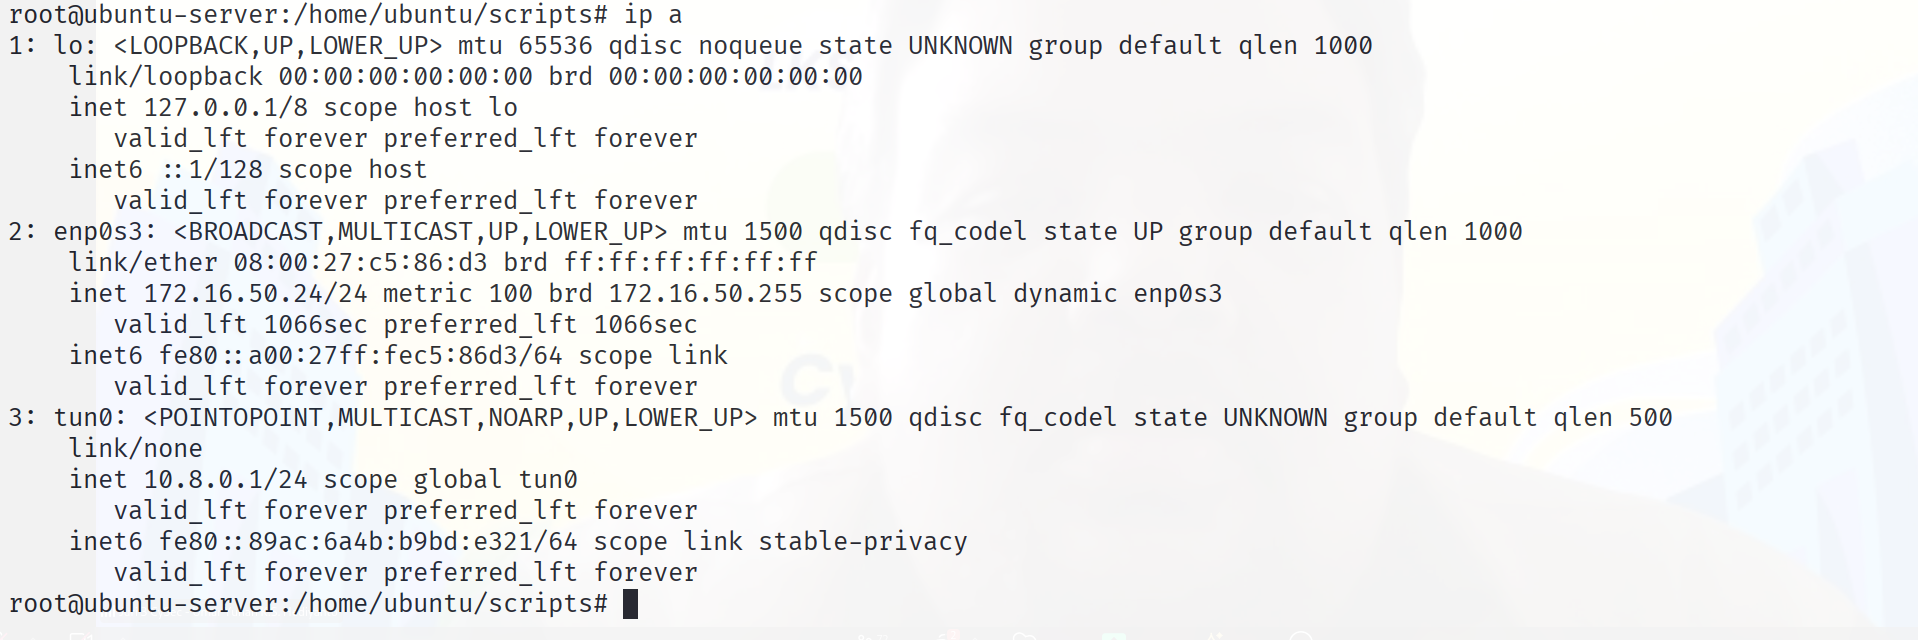 root@ubuntu-server:/home/ubuntu/scripts# ip a
1: lo: <LOOPBACK,UP,LOWER_UP> mtu 65536 qdisc noqueue state UNKNOWN group default qlen 1000
    link/loopback 00:00:00:00:00:00 brd 00:00:00:00:00:00
    inet 127.0.0.1/8 scope host lo
       valid_lft forever preferred_lft forever
    inet6 ::1/128 scope host
       valid_lft forever preferred_lft forever
2: enp0s3: <BROADCAST,MULTICAST,UP,LOWER_UP> mtu 1500 qdisc fq_codel state UP group default qlen 1000
    link/ether 08:00:27:c5:86:d3 brd ff:ff:ff:ff:ff:ff
    inet 172.16.50.24/24 metric 100 brd 172.16.50.255 scope global dynamic enp0s3
       valid_lft 1066sec preferred_lft 1066sec
    inet6 fe80::a00:27ff:fec5:86d3/64 scope link
       valid_lft forever preferred_lft forever
3: tun0: <POINTOPOINT,MULTICAST,NOARP,UP,LOWER_UP> mtu 1500 qdisc fq_codel state UNKNOWN group default qlen 500
    link/none
    inet 10.8.0.1/24 scope global tun0
       valid_lft forever preferred_lft forever
    inet6 fe80::89ac:6a4b:b9bd:e321/64 scope link stable-privacy
       valid_lft forever preferred_lft forever
root@ubuntu-server:/home/ubuntu/scripts#